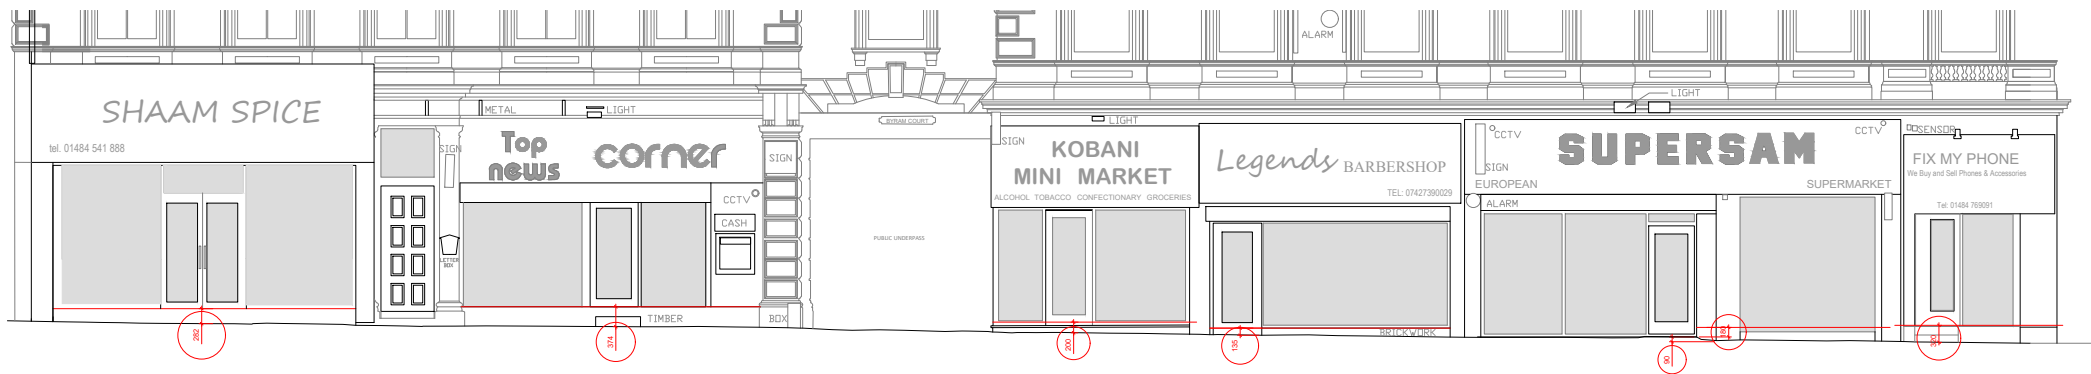 SHAAM SPICE
tel. 01484 541 888
282
METAL
LIGHT
SIGN
Top
news
corner
LETTER
BOX
CCTV
CASH
SIGN
374
TIMBER
BOX
BYRAM COURT
PUBLIC UNDERPASS
ALARM
SIGN
LIGHT
KOBANI
MINI MARKET
ALCOHOL TOBACCO CONFECTIONARY GROCERIES
200
Legends BARBERSHOP
TEL: 07427390029
135
BRICKWORK
LIGHT
CCTV
SIGN
SUPERSAM
CCTV
EUROPEAN
SUPERMARKET
ALARM
90
180
SENSOR
FIX MY PHONE
We Buy and Sell Phones & Accessories
Tel: 01484 769091